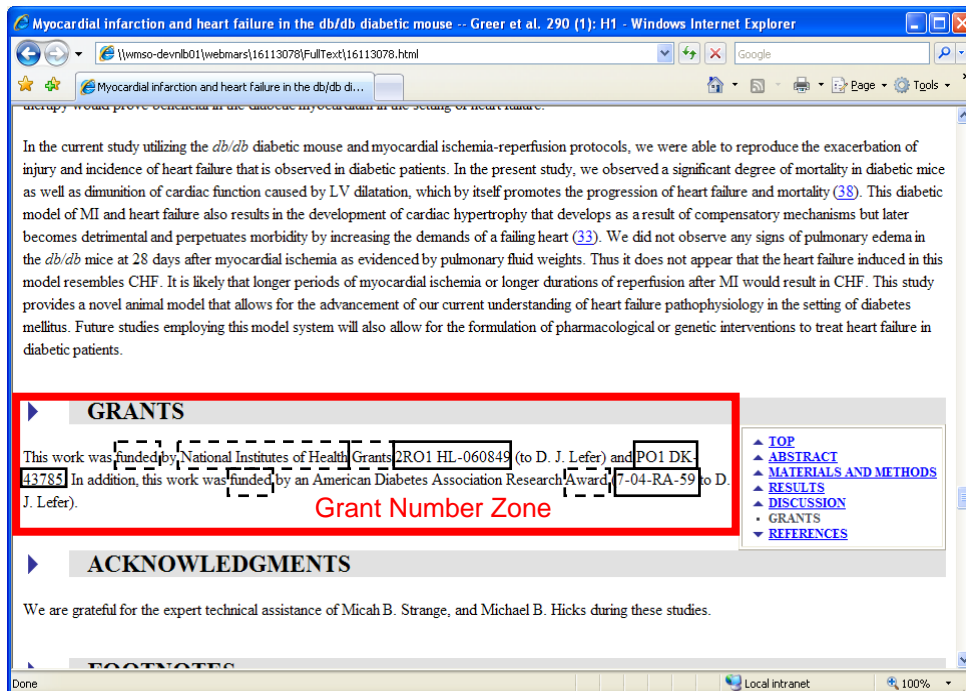 Myocardial infarction and heart failure in the db/db diabetic mouse -- Greer et al. 290 (1): H1 - Windows Internet Explorer
\\wmso-devnlb01\webmars\16113078\FullText\16113078.html
Google
Myocardial infarction and heart failure in the db/db di...
Page
Tools
therapy would prove beneficial in the diabetic myocardium in the setting of heart failure.
In the current study utilizing the db/db diabetic mouse and myocardial ischemia-reperfusion protocols, we were able to reproduce the exacerbation of
injury and incidence of heart failure that is observed in diabetic patients. In the present study, we observed a significant degree of mortality in diabetic mice
as well as dimunition of cardiac function caused by LV dilatation, which by itself promotes the progression of heart failure and mortality (38). This diabetic
model of MI and heart failure also results in the development of cardiac hypertrophy that develops as a result of compensatory mechanisms but later
becomes detrimental and perpetuates morbidity by increasing the demands of a failing heart (33). We did not observe any signs of pulmonary edema in
the db/db mice at 28 days after myocardial ischemia as evidenced by pulmonary fluid weights. Thus it does not appear that the heart failure induced in this
model resembles CHF. It is likely that longer periods of myocardial ischemia or longer durations of reperfusion after MI would result in CHF. This study
provides a novel animal model that allows for the advancement of our current understanding of heart failure pathophysiology in the setting of diabetes
mellitus. Future studies employing this model system will also allow for the formulation of pharmacological or genetic interventions to treat heart failure in
diabetic patients.
GRANTS
This work was funded by National Institutes of Health Grants 2RO1 HL-060849 (to D. J. Lefer) and PO1 DK-
43785. In addition, this work was funded by an American Diabetes Association Research Award (7-04-RA-59 to D.
J. Lefer).
Grant Number Zone
TOP
ABSTRACT
MATERIALS AND METHODS
RESULTS
DISCUSSION
GRANTS
REFERENCES
ACKNOWLEDGMENTS
We are grateful for the expert technical assistance of Micah B. Strange, and Michael B. Hicks during these studies.
FOOTNOTES
Done
Local intranet
100%